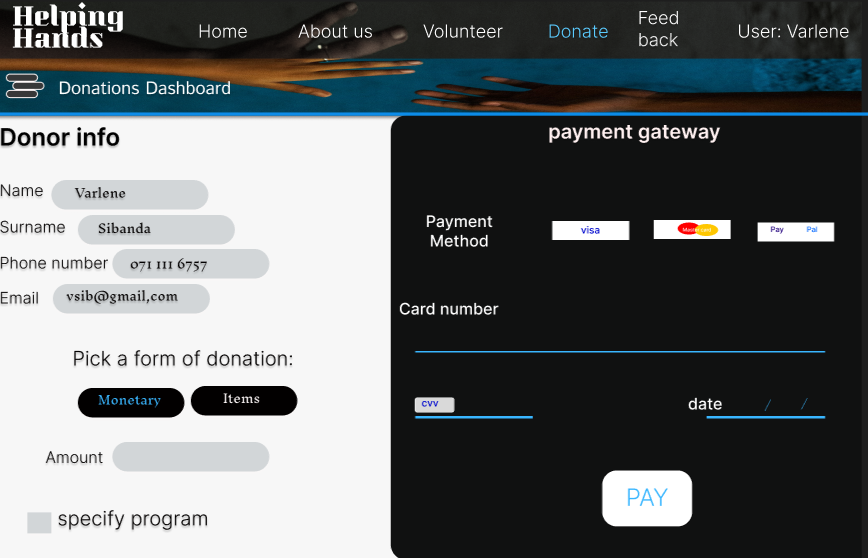 Helping
Hands
Home
About us
Volunteer
Donate
Feed
back
User: Varlene
Donations Dashboard
Donor info
Name Varlene
Surname Sibanda
Phone number 071 111 6757
Email vsib@gmail,com
Pick a form of donation:
Monetary Items
Amount
specify program
payment gateway
Payment
Method
visa
MasterCard
Pay Pal
Card number
CVV
date / /
PAY